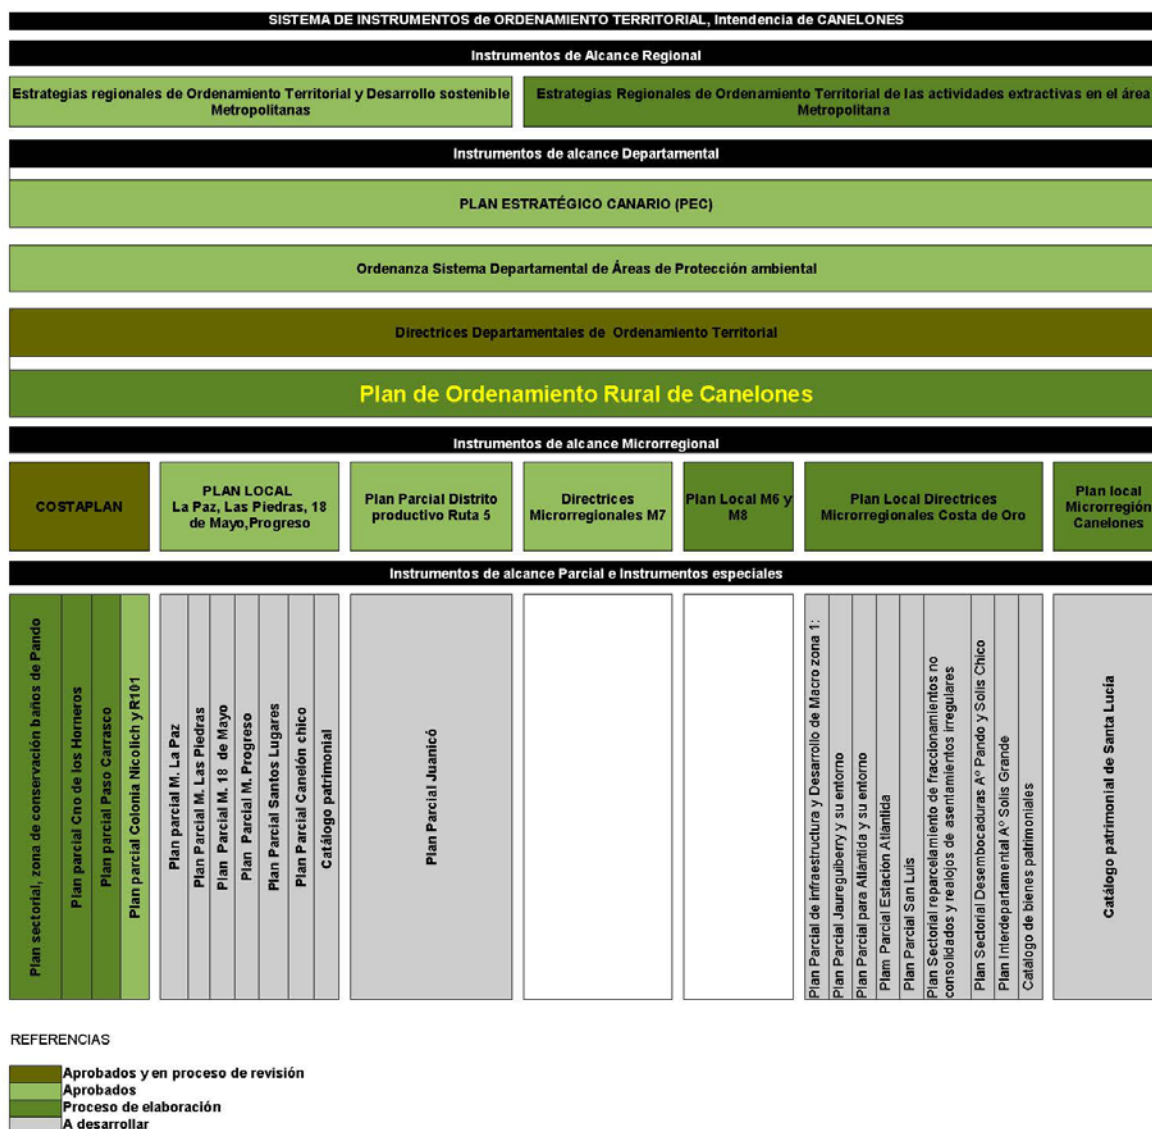 SISTEMA DE INSTRUMENTOS de ORDENAMIENTO TERRITORIAL, Intendencia de CANELONES
Instrumentos de Alcance Regional
Estrategias regionales de Ordenamiento Territorial y Desarrollo sostenible
Metropolitanas
Estrategias Regionales de Ordenamiento Territorial de las actividades extractivas en el área
Metropolitana
Instrumentos de alcance Departamental
PLAN ESTRATÉGICO CANARIO (PEC)
Ordenanza Sistema Departamental de Áreas de Protección ambiental
Directrices Departamentales de Ordenamiento Territorial
Plan de Ordenamiento Rural de Canelones
Instrumentos de alcance Microrregional
COSTAPLAN
PLAN LOCAL
La Paz, Las Piedras, 18
de Mayo,Progreso
Plan Parcial Distrito
productivo Ruta 5
Directrices
Microrregionales M7
Plan Local M6 y
M8
Plan Local Directrices
Microrregionales Costa de Oro
Plan local
Microrregión
Canelones
Instrumentos de alcance Parcial e Instrumentos especiales
Plan sectorial, zona de conservación baños de Pando
Plan parcial Cno de los Horneros
Plan parcial Paso Carrasco
Plan parcial Colonia Nicolich y R101
Plan parcial M. La Paz
Plan Parcial M. Las Piedras
Plan Parcial M. 18 de Mayo
Plan Parcial M. Progreso
Plan Parcial Santos Lugares
Plan Parcial Canelón chico
Catálogo patrimonial
Plan Parcial Juanicó
Plan Parcial de infraestructura y Desarrollo de Macro zona 1:
Plan Parcial Jaureguiberry y su entorno
Plan Parcial para Atlántida y su entorno
Plam Parcial Estación Atlántida
Plan Parcial San Luis
Plan Sectorial reparcelamiento de fraccionamientos no
consolidados y realojos de asentamientos irregulares
Plan Sectorial Desembocaduras Aº Pando y Solis Chico
Plan Interdepartamental Aº Solis Grande
Catálogo de bienes patrimoniales
Catálogo patrimonial de Santa Lucía
REFERENCIAS
Aprobados y en proceso de revisión
Aprobados
Proceso de elaboración
A desarrollar